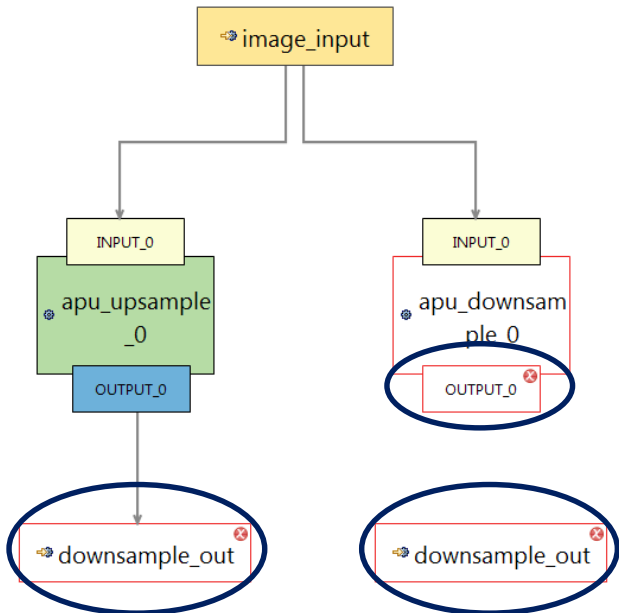 image_input
INPUT_0
INPUT_0
apu_upsample
_0
apu_downsam
ple_0
OUTPUT_0
OUTPUT_0
downsample_out
downsample_out